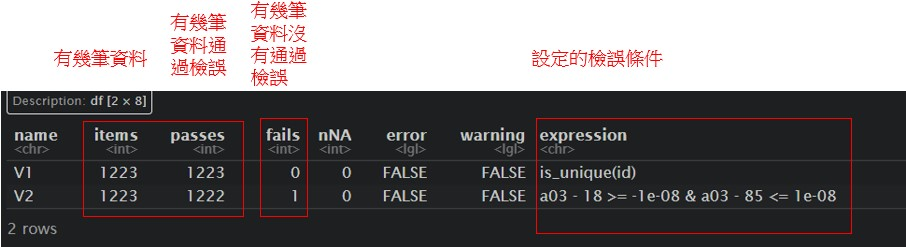 有幾筆資料
有幾筆
資料通
過檢誤
有幾筆
資料沒
有通過
檢誤
設定的檢誤條件
Description: df [2 × 8]
name items passes fails nNA error warning expression
<chr> <int> <int> <int> <int> <lgl> <lgl> <chr>
V1 1223 1223 0 0 FALSE FALSE is_unique(id)
V2 1223 1222 1 0 FALSE FALSE a03 - 18 >= -1e-08 & a03 - 85 <= 1e-08
2 rows